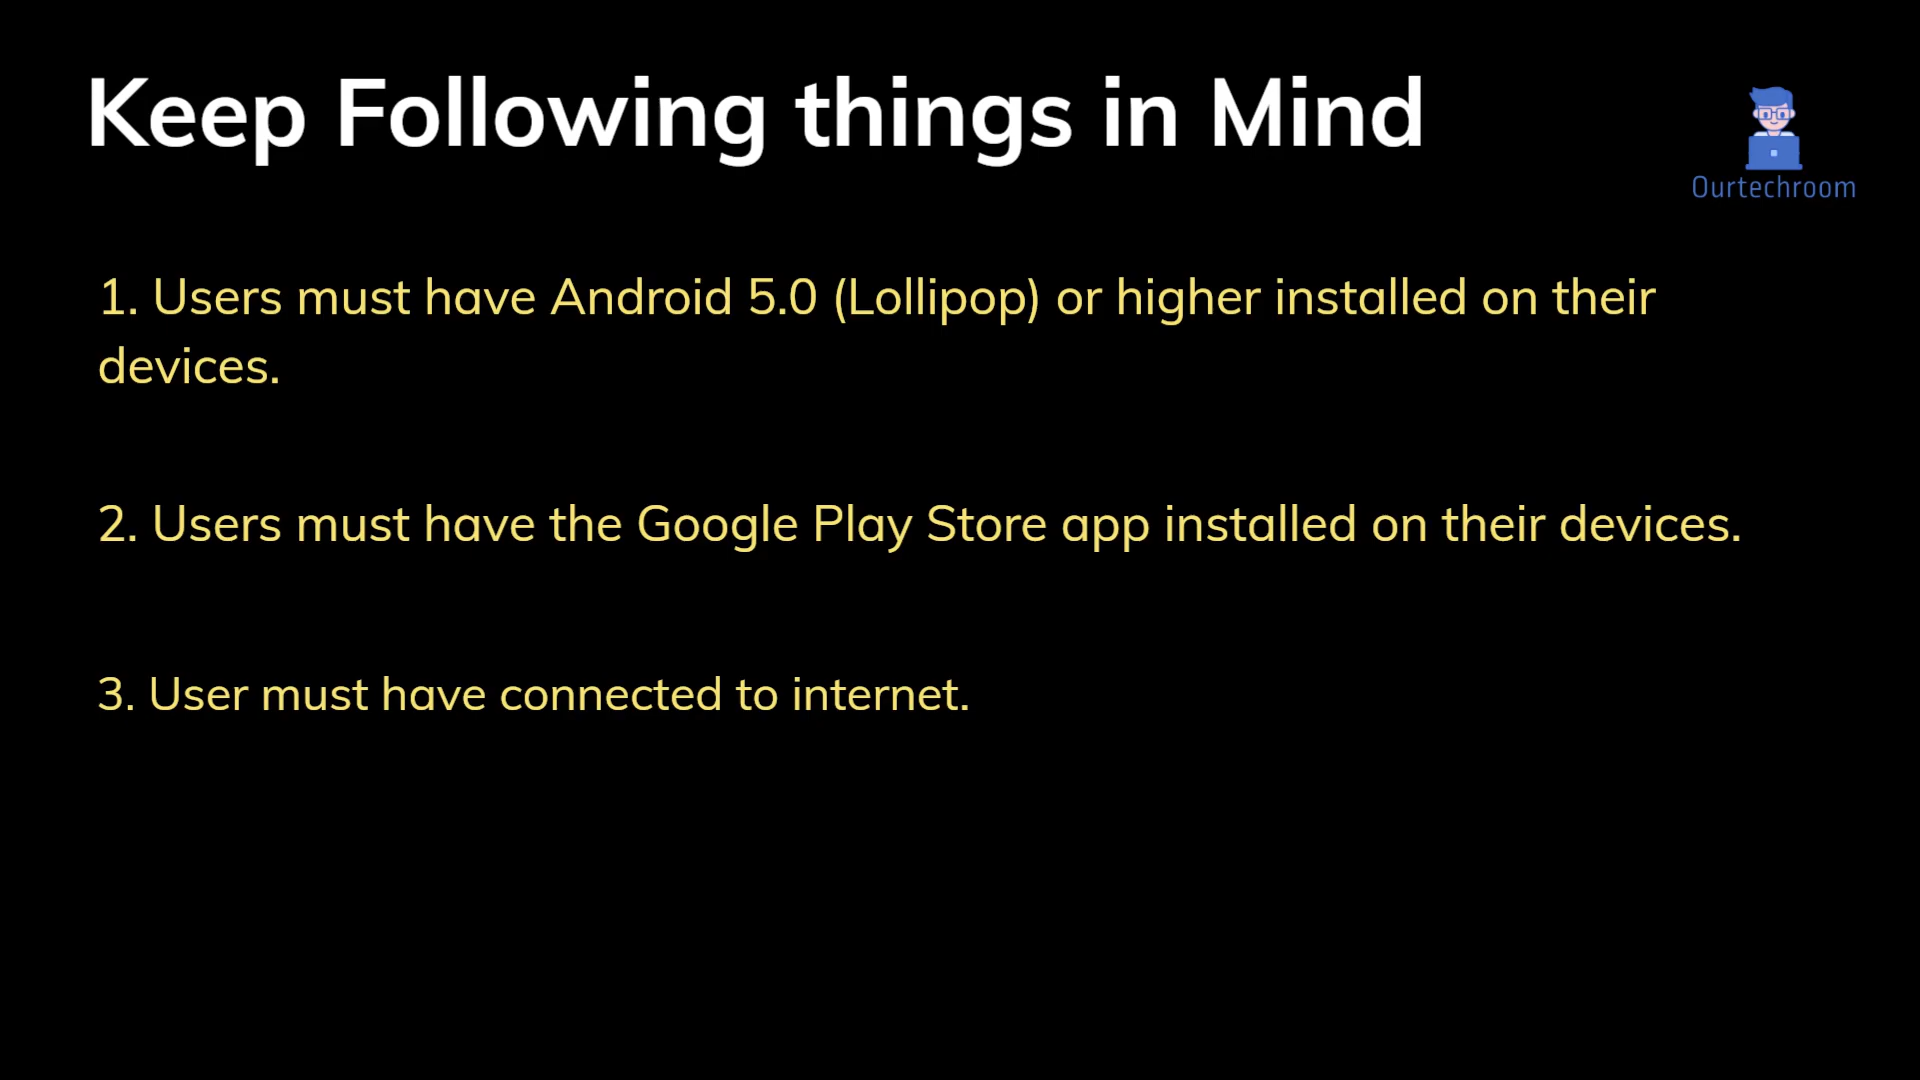 Keep Following things in Mind
Ourtechroom
1. Users must have Android 5.0 (Lollipop) or higher installed on their
devices.
2. Users must have the Google Play Store app installed on their devices.
3. User must have connected to internet.